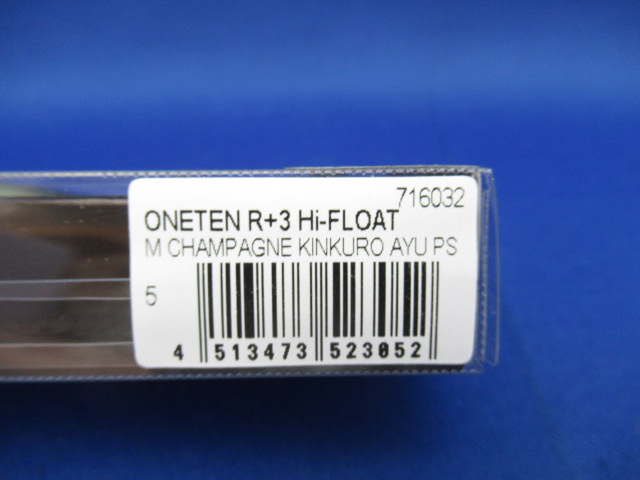 716032
ONETEN R+3 Hi-FLOAT
M CHAMPAGNE KINKURO AYU PS
5
4 513473 523052